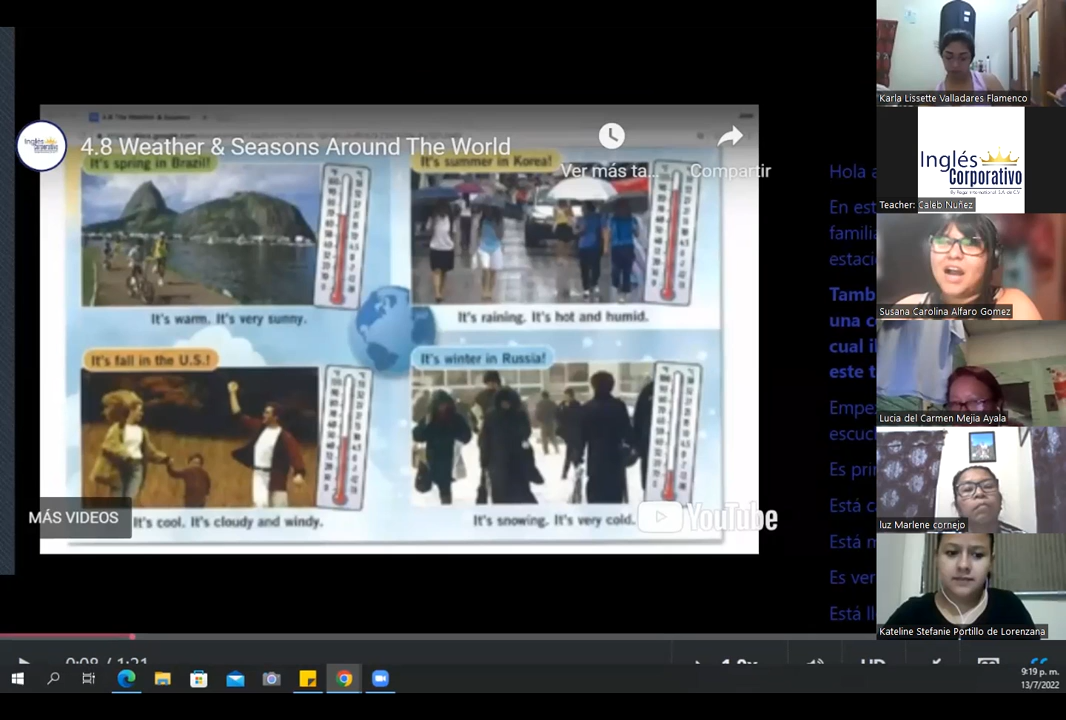 4.8 Weather & Seasons Around The World
Ver más ta...
Compartir
It's spring in Brazil!
It's summer in Korea!
It's warm. It's very sunny.
It's raining. It's hot and humid.
It's fall in the U.S.!
It's winter in Russia!
It's cool. It's cloudy and windy.
It's snowing. It's very cold.
MÁS VIDEOS
YouTube
Hola a
En est
familia
estaci
Tamb
una c
cual il
este t
Empe
escuc
Es pri
Está c
Está m
Es ver
Está ll
Karla Lissette Valladares Flamenco
Inglés
Corporativo
Teacher: Caleb Nuñez
Susana Carolina Alfaro Gomez
Lucia del Carmen Mejia Ayala
luz Marlene cornejo
Kateline Stefanie Portillo de Lorenzana
0:08 / 1:21
9:19 p. m.
13/7/2022